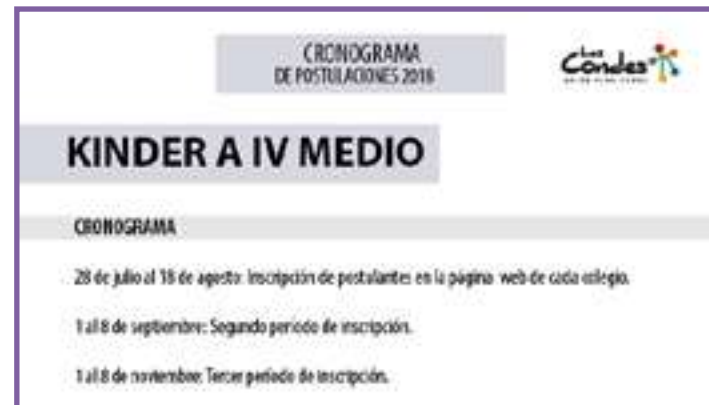 CRONOGRAMA
DE POSTULACIONES 2016
Las
Condes
KINDER A IV MEDIO
CRONOGRAMA
28 de julio al 18 de agosto: Inscripción de postulantes en la página web de cada colegio.
1 al 8 de septiembre: Segundo periodo de inscripción.
1 al 8 de noviembre: Tercer periodo de inscripción.